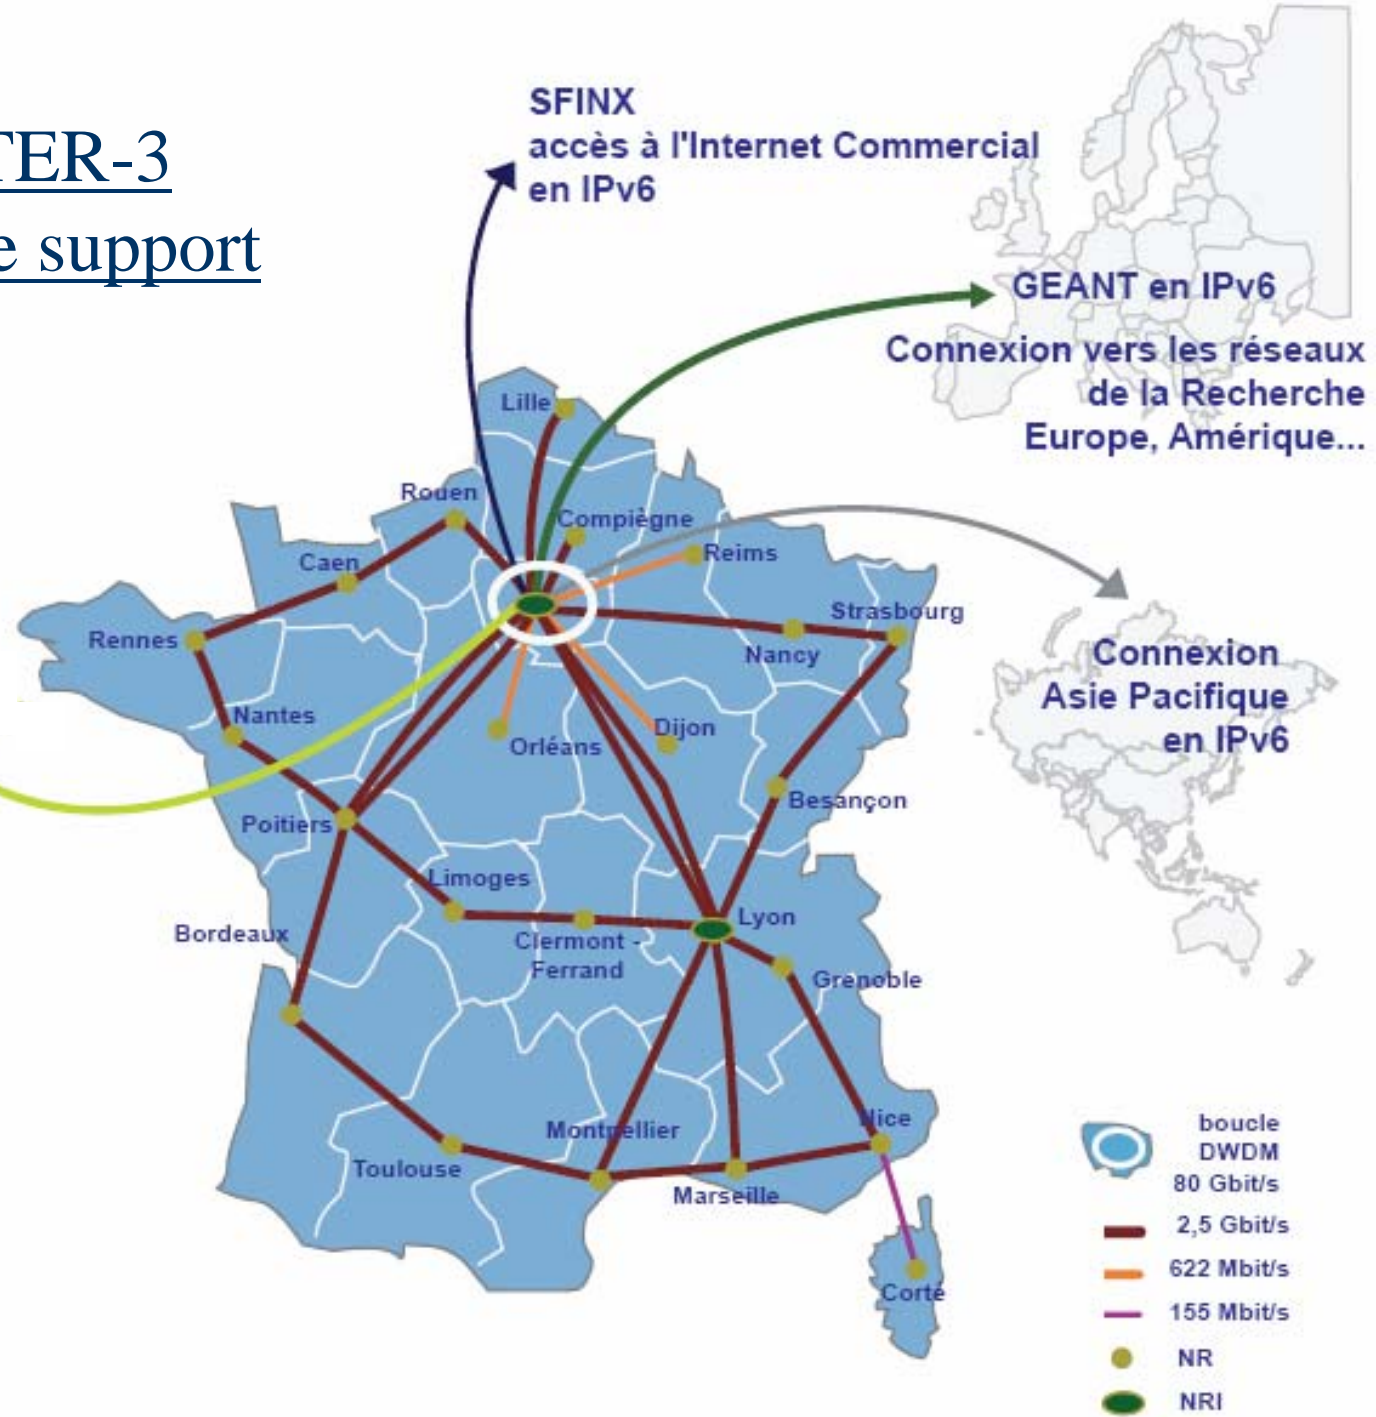 TER-3
e support
SFINX
accès à l'Internet Commercial
en IPv6
GEANT en IPv6
Connexion vers les réseaux
de la Recherche
Europe, Amérique...
Lille
Rouen
Compiègne
Caen
Reims
Strasbourg
Rennes
Nancy
Connexion
Asie Pacifique
en IPv6
Nantes
Orléans
Dijon
Besançon
Poitiers
Limoges
Lyon
Bordeaux
Clermont -
Ferrand
Grenoble
Nice
Montpellier
Toulouse
Marseille
Corté
boucle
DWDM
80 Gbit/s
2,5 Gbit/s
622 Mbit/s
155 Mbit/s
NR
NRI